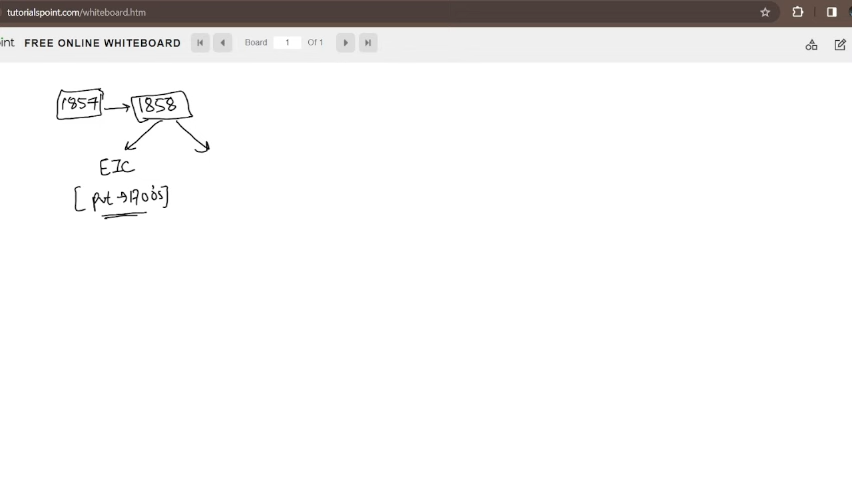 tutorialspoint.com/whiteboard.htm
int FREE ONLINE WHITEBOARD Board 1 Of 1
1857 → 1858
EIC
[ pvt → 1700's ]